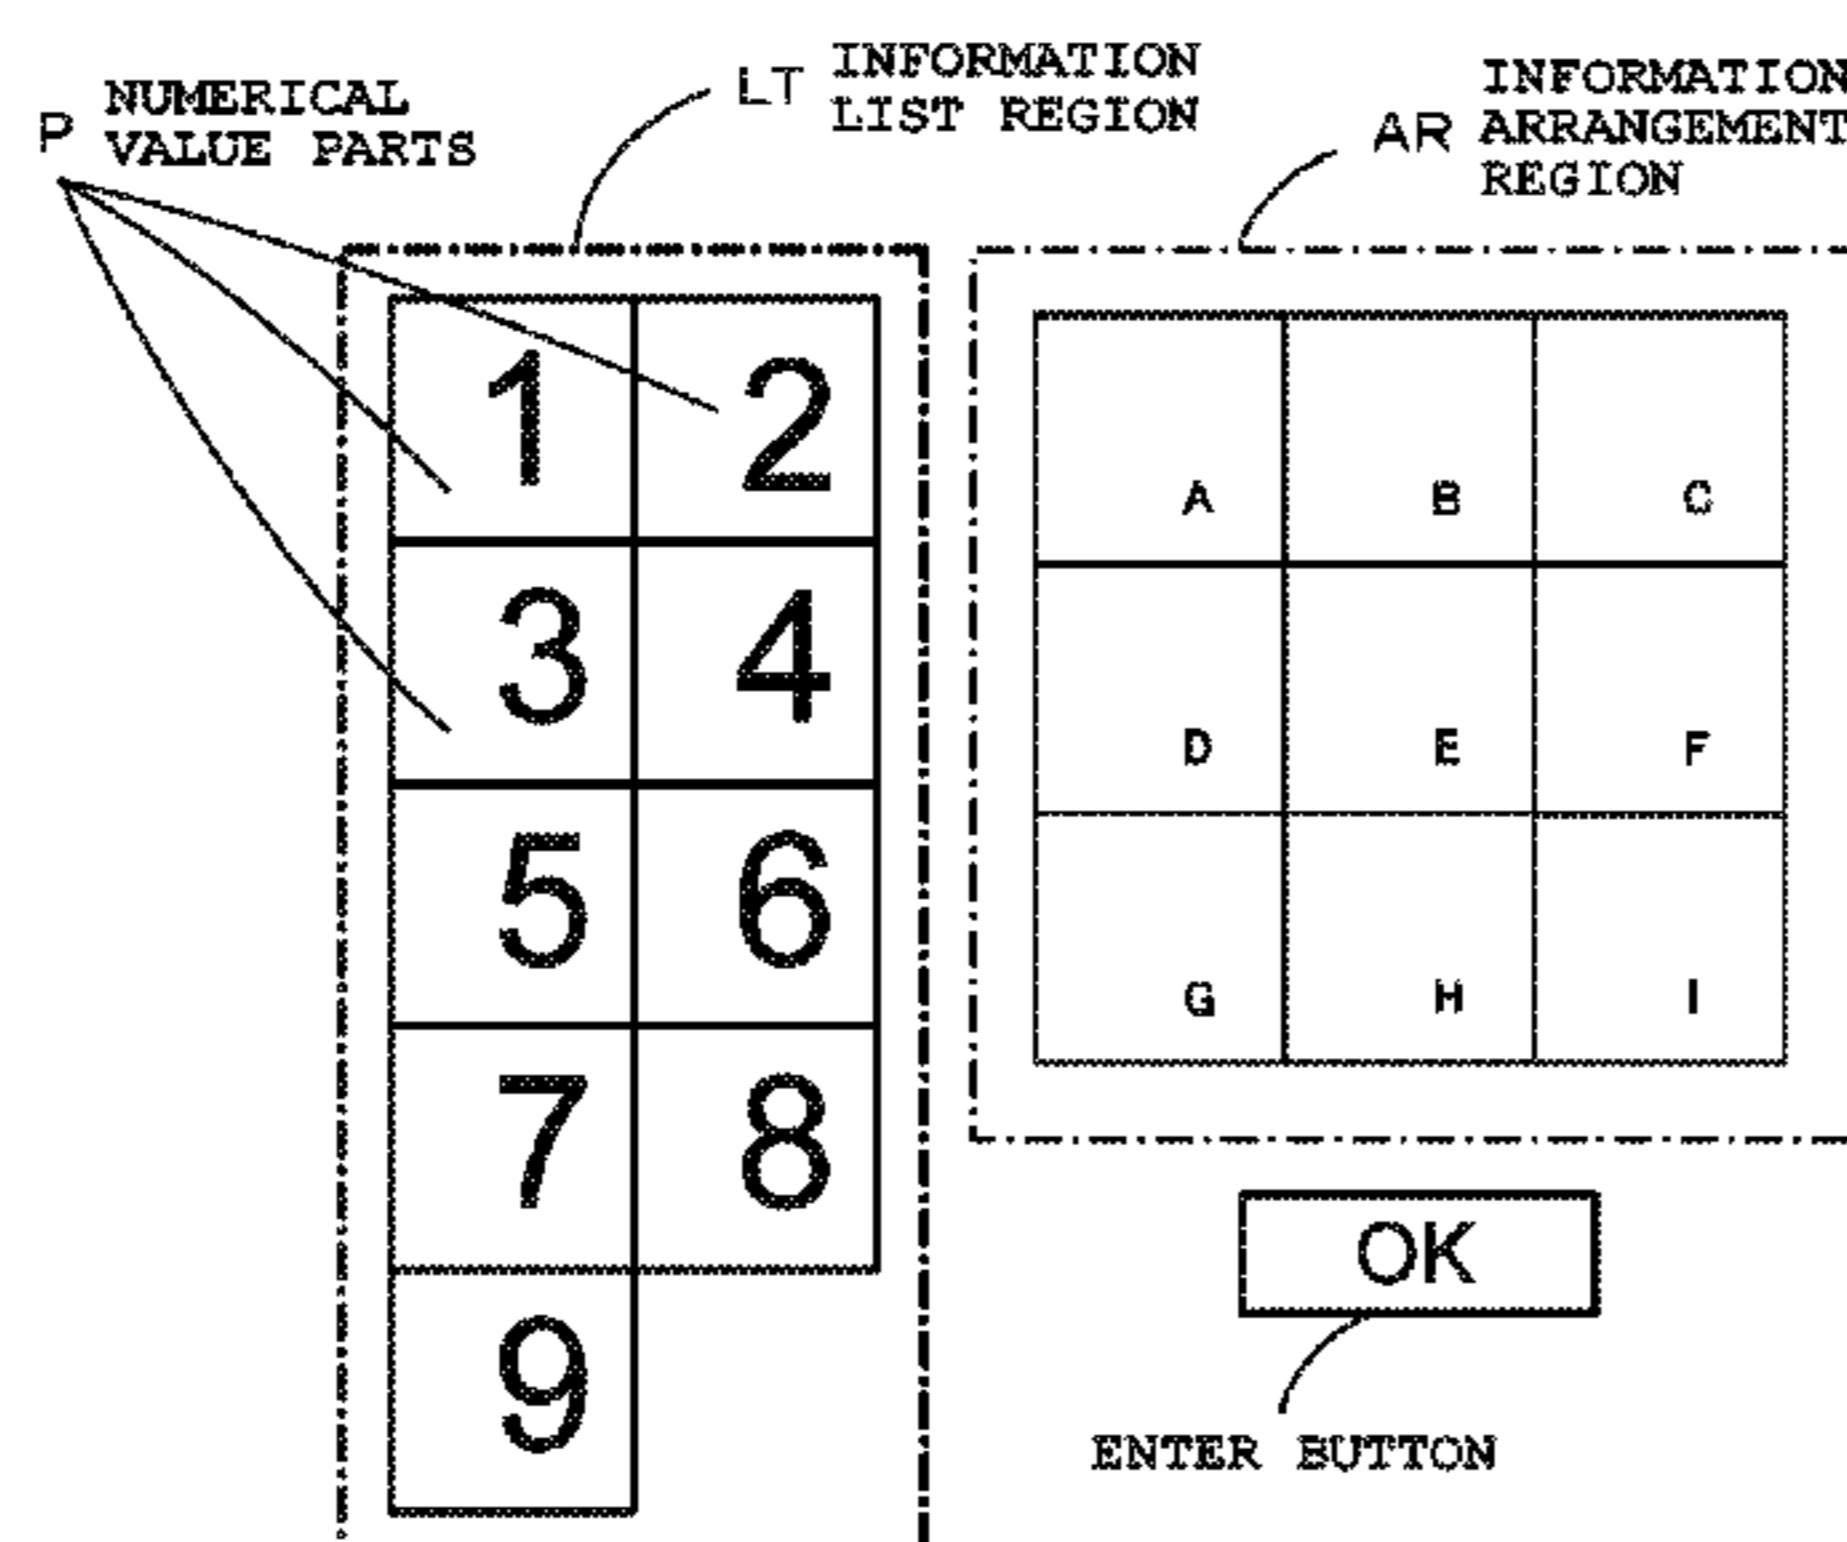 P NUMERICAL
VALUE PARTS
LT INFORMATION
LIST REGION
AR INFORMATION
ARRANGEMENT
REGION
1 2
3 4
5 6
7 8
9
A B C
D E F
G H I
OK
ENTER BUTTON